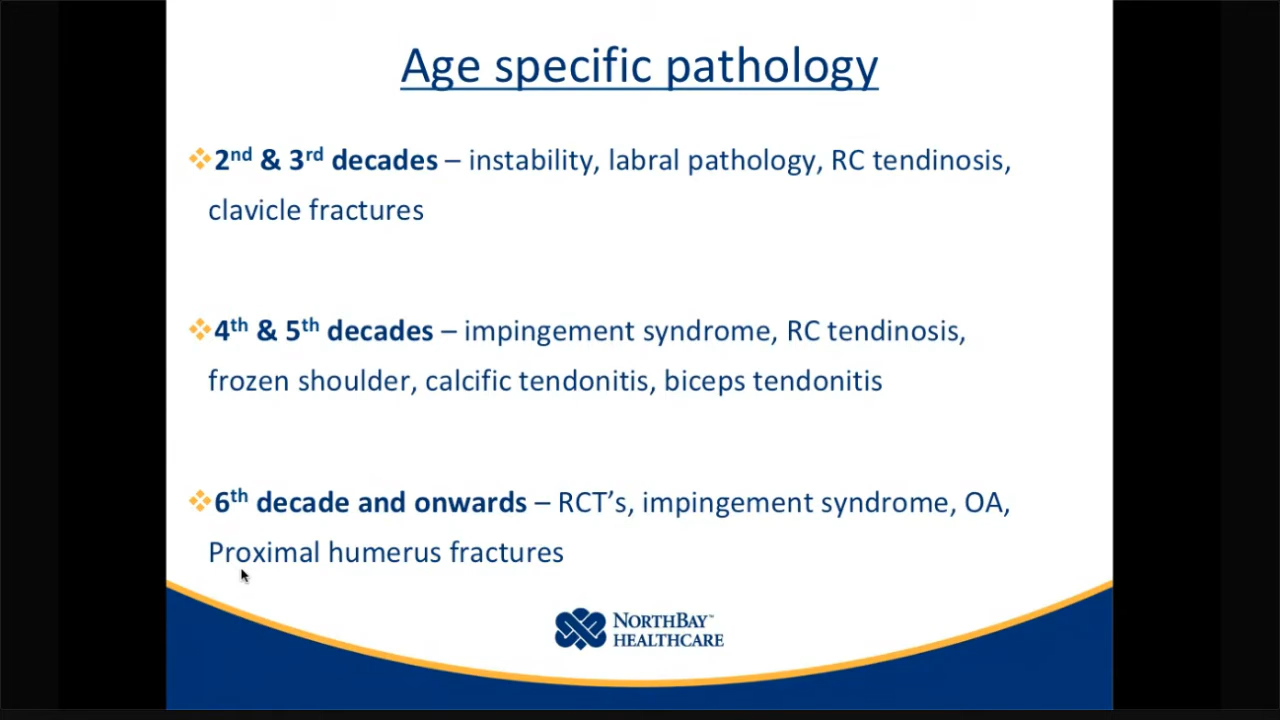 Age specific pathology
❖2nd & 3rd decades – instability, labral pathology, RC tendinosis,
clavicle fractures
❖4th & 5th decades – impingement syndrome, RC tendinosis,
frozen shoulder, calcific tendonitis, biceps tendonitis
❖6th decade and onwards – RCT’s, impingement syndrome, OA,
Proximal humerus fractures
NORTHBAY™
HEALTHCARE